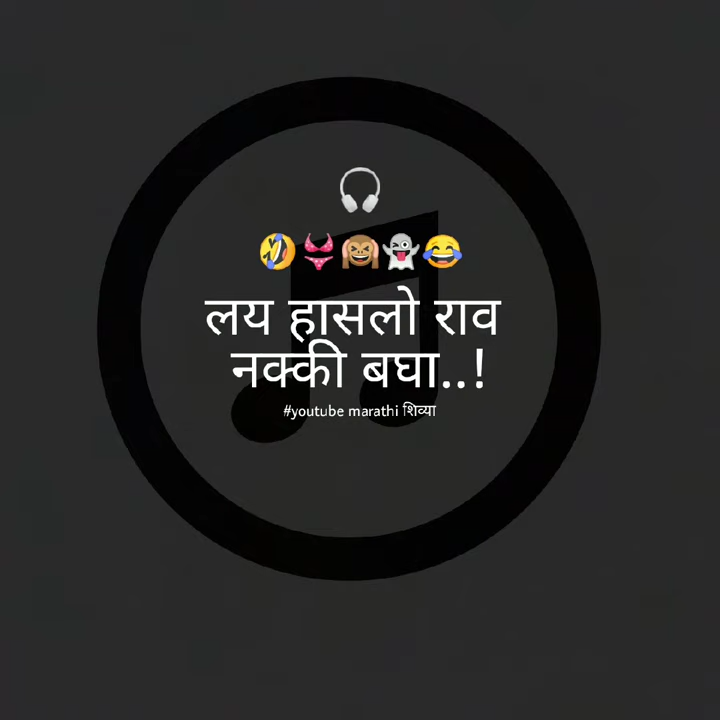 लय हासलो राव
नक्की बघा..!
#youtube marathi शिव्या